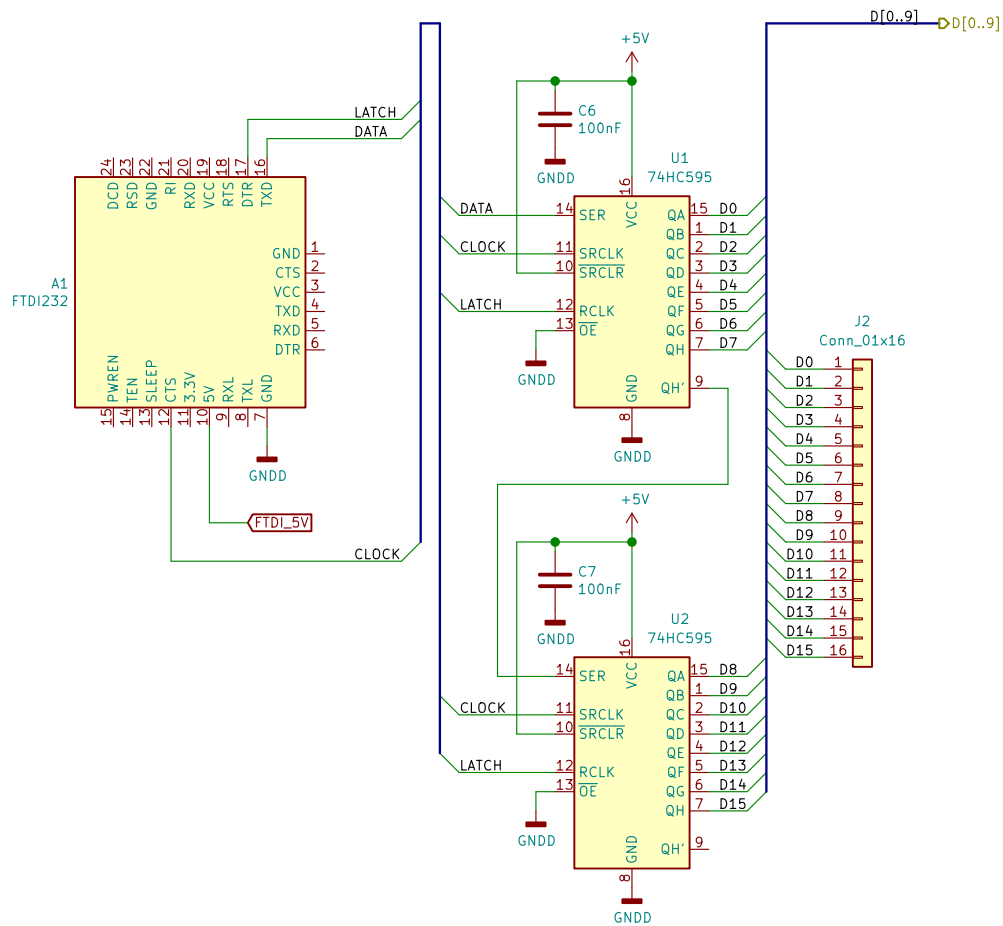 D[0..9]
D[0..9]
LATCH
DATA
24
23
22
21
20
19
18
17
16
DCD
RSD
GND
RI
RXD
VCC
RTS
DTR
TXD
A1
FTDI232
GND 1
CTS 2
VCC 3
TXD 4
RXD 5
DTR 6
PWREN
TEN
SLEEP
CTS
3.3V
5V
RXL
TXL
GND
15
14
13
12
11
10
9
8
7
GNDD
FTDI_5V
CLOCK
+5V
C6
100nF
GNDD
U1
74HC595
16
VCC
DATA 14 SER
CLOCK 11 SRCLK
10 SRCLR
LATCH 12 RCLK
13 OE
GNDD
QA 15 D0
QB 1 D1
QC 2 D2
QD 3 D3
QE 4 D4
QF 5 D5
QG 6 D6
QH 7 D7
QH' 9
GND
8
GNDD
+5V
C7
100nF
GNDD
U2
74HC595
16
VCC
14 SER
CLOCK 11 SRCLK
10 SRCLR
LATCH 12 RCLK
13 OE
GNDD
QA 15 D8
QB 1 D9
QC 2 D10
QD 3 D11
QE 4 D12
QF 5 D13
QG 6 D14
QH 7 D15
QH' 9
GND
8
GNDD
J2
Conn_01x16
D0 1
D1 2
D2 3
D3 4
D4 5
D5 6
D6 7
D7 8
D8 9
D9 10
D10 11
D11 12
D12 13
D13 14
D14 15
D15 16